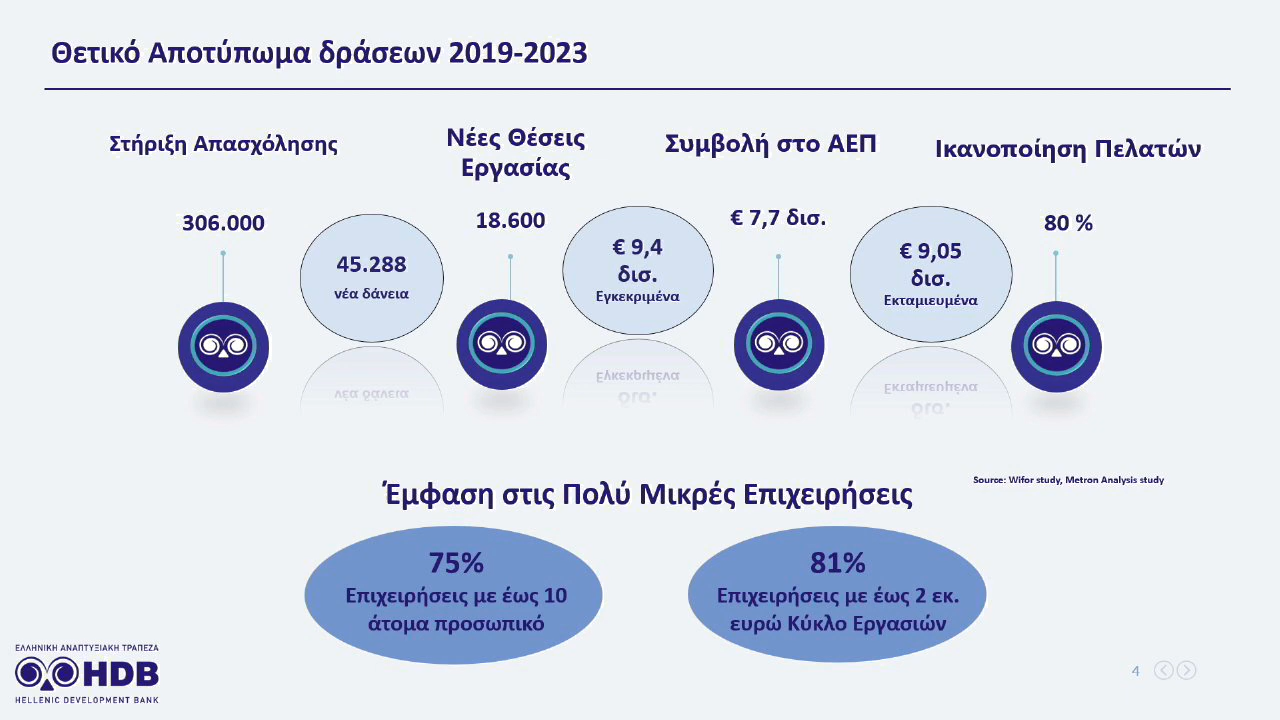 Θετικό Αποτύπωμα δράσεων 2019-2023
Στήριξη Απασχόλησης
306.000
45.288
νέα δάνεια
Νέες Θέσεις
Εργασίας
18.600
€ 9,4
δισ.
Εγκεκριμένα
Συμβολή στο ΑΕΠ
€ 7,7 δισ.
€ 9,05
δισ.
Εκταμιευμένα
Ικανοποίηση Πελατών
80 %
Source: Wifor study, Metron Analysis study
Έμφαση στις Πολύ Μικρές Επιχειρήσεις
75%
Επιχειρήσεις με έως 10
άτομα προσωπικό
81%
Επιχειρήσεις με έως 2 εκ.
ευρώ Κύκλο Εργασιών
ΕΛΛΗΝΙΚΗ ΑΝΑΠΤΥΞΙΑΚΗ ΤΡΑΠΕΖΑ
HDB
HELLENIC DEVELOPMENT BANK
4